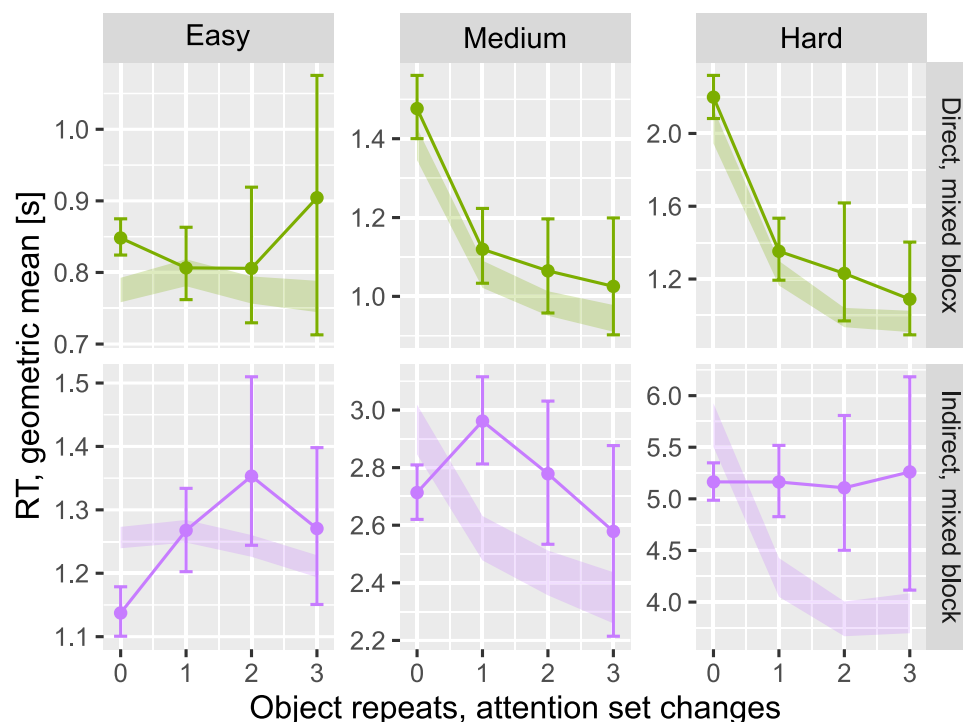 Easy
Medium
Hard
1.0
0.9
0.8
0.7
1.4
1.2
1.0
2.0
1.6
1.2
Direct, mixed blocx
RT, geometric mean [s]
1.5
1.4
1.3
1.2
1.1
3.0
2.8
2.6
2.4
2.2
6.0
5.5
5.0
4.5
4.0
Indirect, mixed block
0 1 2 3
0 1 2 3
0 1 2 3
Object repeats, attention set changes